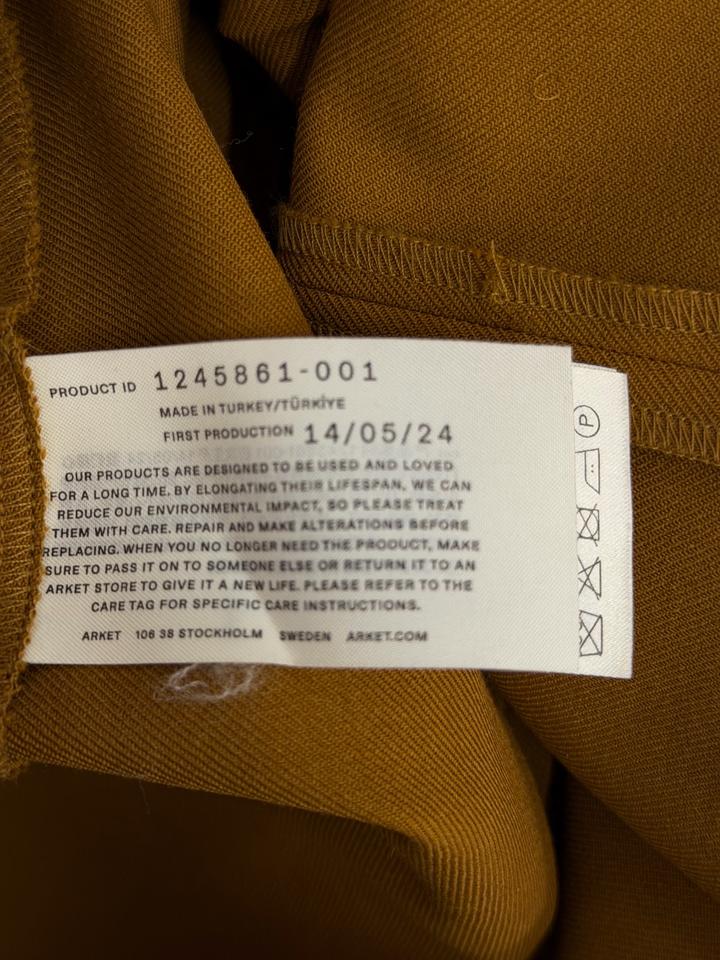 PRODUCT ID 1245861-001
MADE IN TURKEY/TÜRKİYE
FIRST PRODUCTION 14/05/24
OUR PRODUCTS ARE DESIGNED TO BE USED AND LOVED
FOR A LONG TIME. BY ELONGATING THEIR LIFESPAN, WE CAN
REDUCE OUR ENVIRONMENTAL IMPACT, SO PLEASE TREAT
THEM WITH CARE. REPAIR AND MAKE ALTERATIONS BEFORE
REPLACING. WHEN YOU NO LONGER NEED THE PRODUCT, MAKE
SURE TO PASS IT ON TO SOMEONE ELSE OR RETURN IT TO AN
ARKET STORE TO GIVE IT A NEW LIFE. PLEASE REFER TO THE
CARE TAG FOR SPECIFIC CARE INSTRUCTIONS.
ARKET 106 38 STOCKHOLM SWEDEN ARKET.COM
P